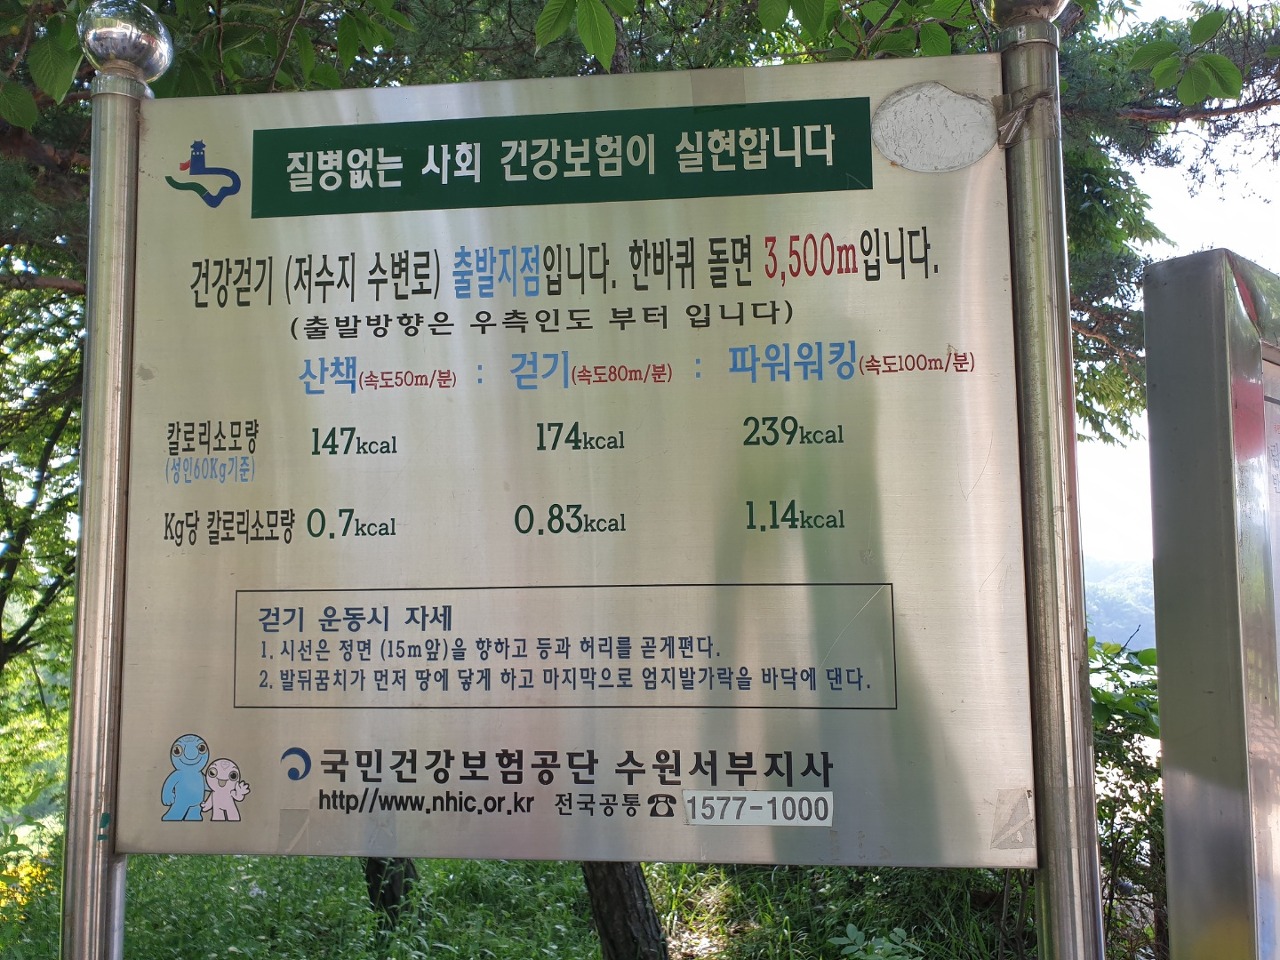 질병없는 사회 건강보험이 실현합니다
건강걷기 (저수지 수변로) 출발지점입니다. 한바퀴 돌면 3,500m입니다.
(출발방향은 우측인도 부터 입니다)
산책(속도50m/분) : 걷기(속도80m/분) : 파워워킹(속도100m/분)
칼로리소모량 147kcal 174kcal 239kcal
(성인60Kg기준)
Kg당 칼로리소모량 0.7kcal 0.83kcal 1.14kcal
걷기 운동시 자세
1. 시선은 정면 (15m앞)을 향하고 등과 허리를 곧게편다.
2. 발뒤꿈치가 먼저 땅에 닿게 하고 마지막으로 엄지발가락을 바닥에 댄다.
국민건강보험공단 수원서부지사
http//www.nhic.or.kr 전국공통 ☎ 1577-1000